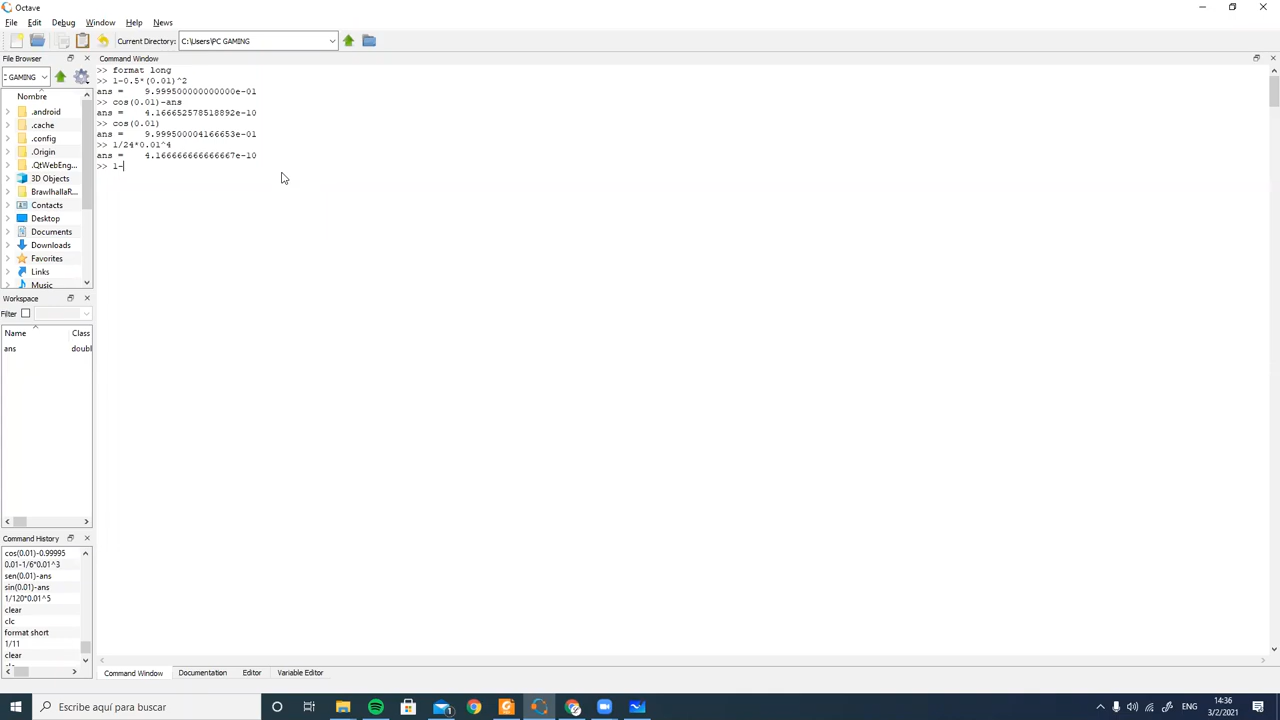 Octave
File Edit Debug Window Help News
Current Directory: C:\Users\PC GAMING
File Browser
Command Window
: GAMING
Nombre
.android
.cache
.config
.Origin
.QtWebEng...
3D Objects
BrawlhallaR...
Contacts
Desktop
Documents
Downloads
Favorites
Links
Music
>> format long
>> 1-0.5*(0.01)^2
ans = 9.999500000000000e-01
>> cos(0.01)-ans
ans = 4.166652578518892e-10
>> cos(0.01)
ans = 9.999500004166653e-01
>> 1/24*0.01^4
ans = 4.166666666666667e-10
>> 1-
Workspace
Filter
Name Class
ans doubl
Command History
cos(0.01)-0.99995
0.01-1/6*0.01^3
sen(0.01)-ans
sin(0.01)-ans
1/120*0.01^5
clear
clc
format short
1/11
clear
Command Window Documentation Editor Variable Editor
Escribe aquí para buscar
ENG
14:36
3/2/2021